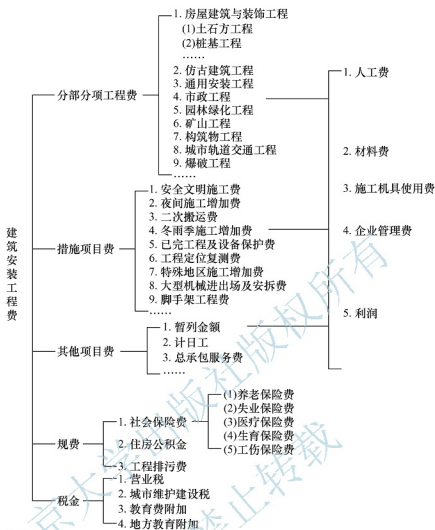 建筑安装工程费
分部分项工程费
1. 房屋建筑与装饰工程
(1)土石方工程
(2)桩基工程
……
2. 仿古建筑工程
3. 通用安装工程
4. 市政工程
5. 园林绿化工程
6. 矿山工程
7. 构筑物工程
8. 城市轨道交通工程
9. 爆破工程
……
措施项目费
1. 安全文明施工费
2. 夜间施工增加费
3. 二次搬运费
4. 冬雨季施工增加费
5. 已完工程及设备保护费
6. 工程定位复测费
7. 特殊地区施工增加费
8. 大型机械进出场及安拆费
9. 脚手架工程费
……
其他项目费
1. 暂列金额
2. 计日工
3. 总承包服务费
……
1. 人工费
2. 材料费
3. 施工机具使用费
4. 企业管理费
5. 利润
规费
1. 社会保险费
(1)养老保险费
(2)失业保险费
(3)医疗保险费
(4)生育保险费
(5)工伤保险费
2. 住房公积金
3. 工程排污费
税金
1. 营业税
2. 城市维护建设税
3. 教育费附加
4. 地方教育附加
京大学出版社版权所有
禁止转载